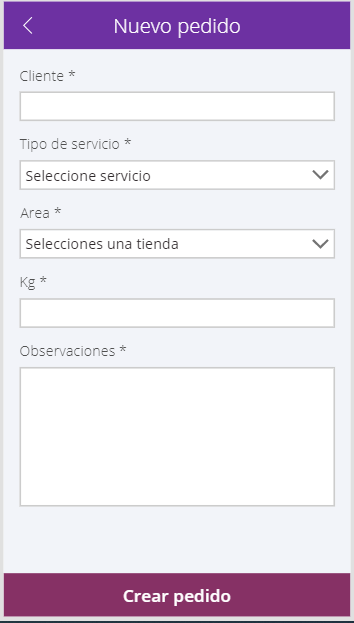 Nuevo pedido
Cliente *
Tipo de servicio *
Seleccione servicio
Area *
Selecciones una tienda
Kg *
Observaciones *
Crear pedido